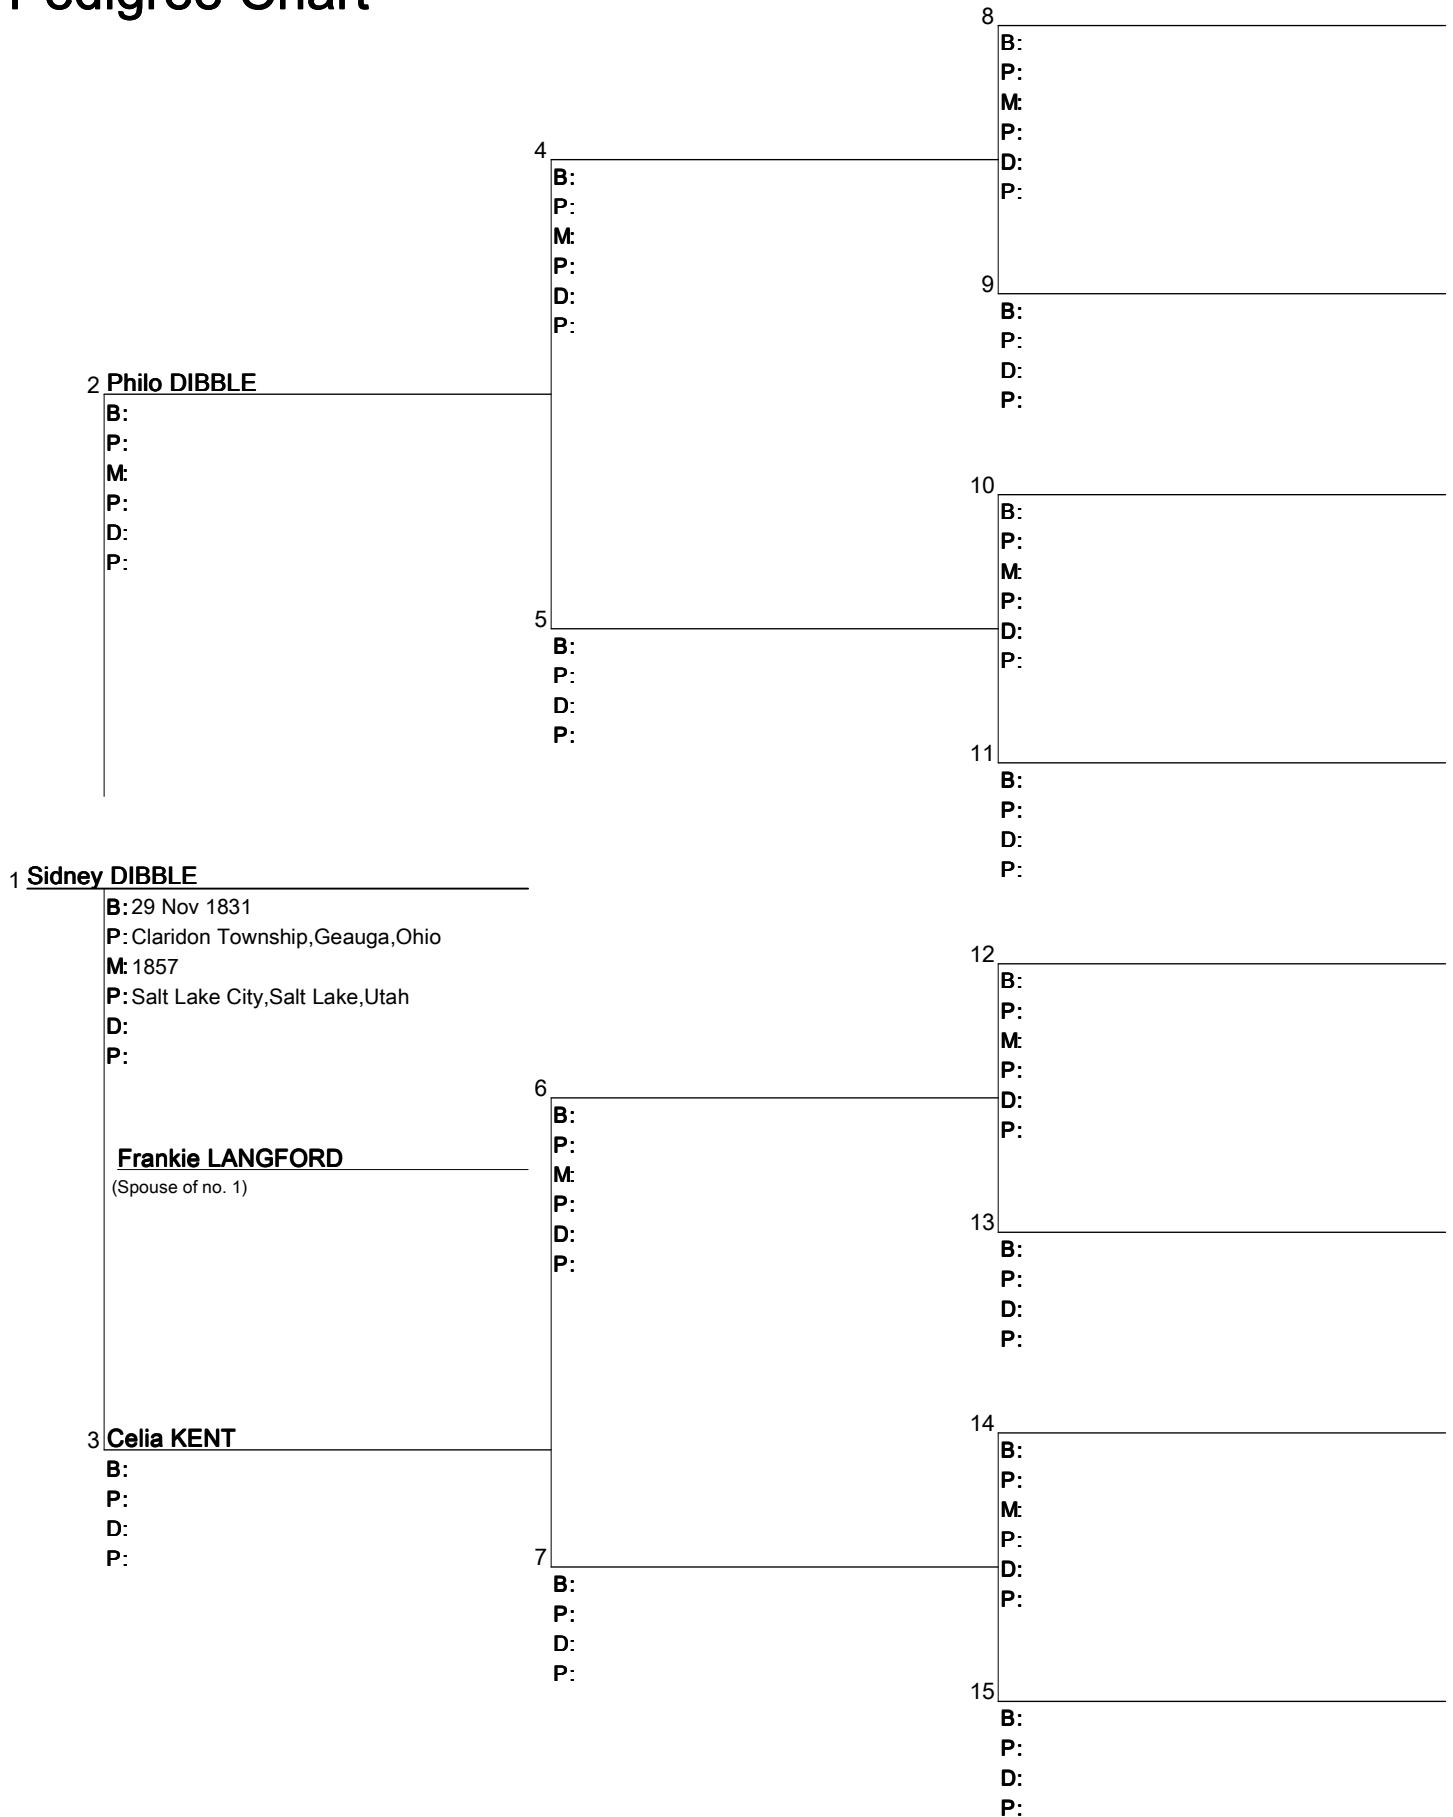 Pedigree Chart
8
B:
P:
M:
P:
D:
P:
4
B:
P:
M:
P:
D:
P:
9
B:
P:
D:
P:
2 Philo DIBBLE
B:
P:
M:
P:
D:
P:
10
B:
P:
M:
P:
D:
P:
5
B:
P:
D:
P:
11
B:
P:
D:
P:
1 Sidney DIBBLE
B: 29 Nov 1831
P: Claridon Township,Geauga,Ohio
M: 1857
P: Salt Lake City,Salt Lake,Utah
D:
P:
12
B:
P:
M:
P:
D:
P:
6
B:
P:
M:
P:
D:
P:
Frankie LANGFORD
(Spouse of no. 1)
13
B:
P:
D:
P:
3 Celia KENT
B:
P:
D:
P:
14
B:
P:
M:
P:
D:
P:
7
B:
P:
D:
P:
15
B:
P:
D:
P: